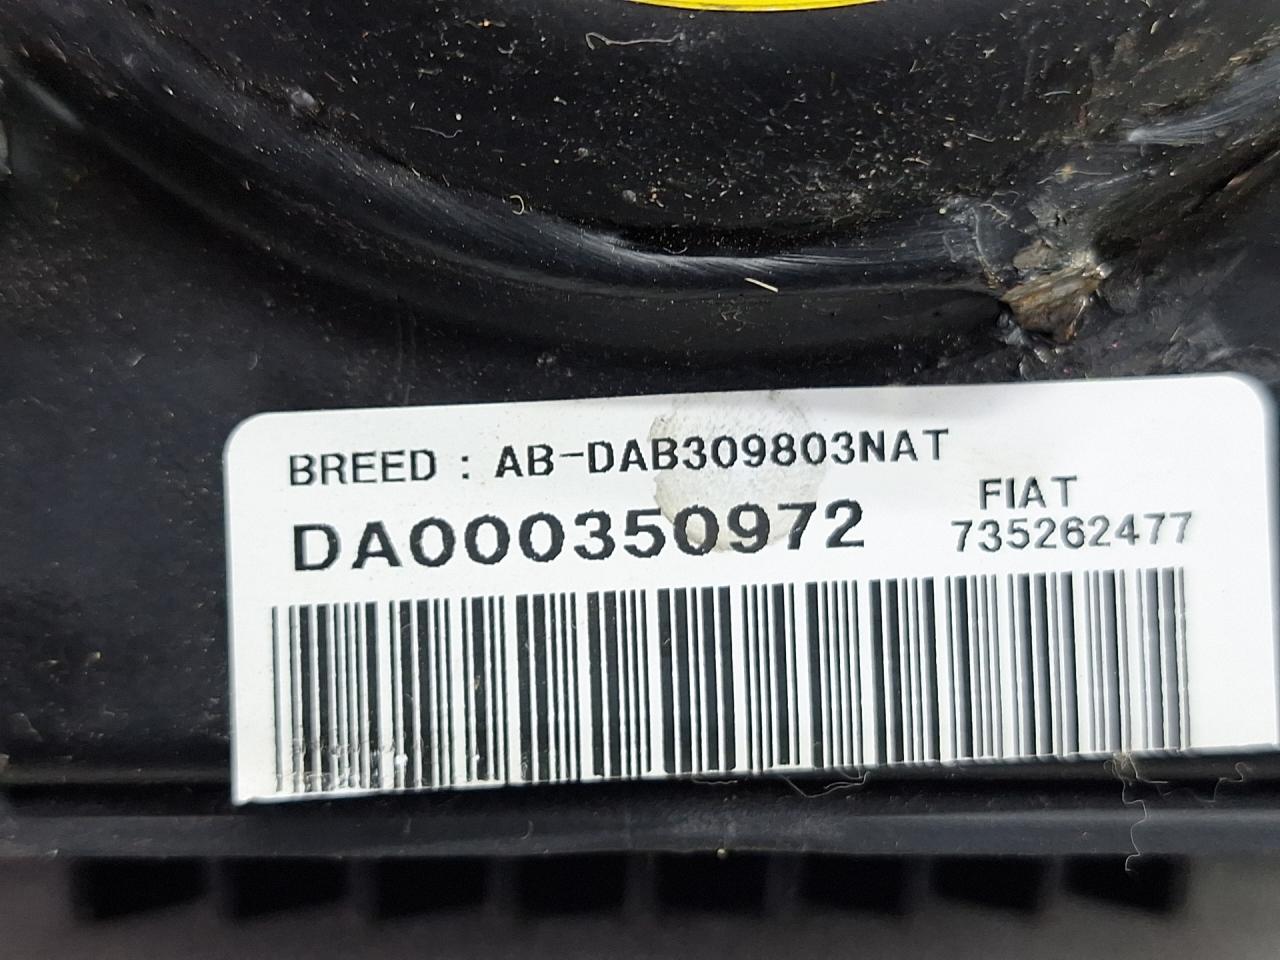 BREED : AB-DAB309803NAT
DA000350972
FIAT
735262477